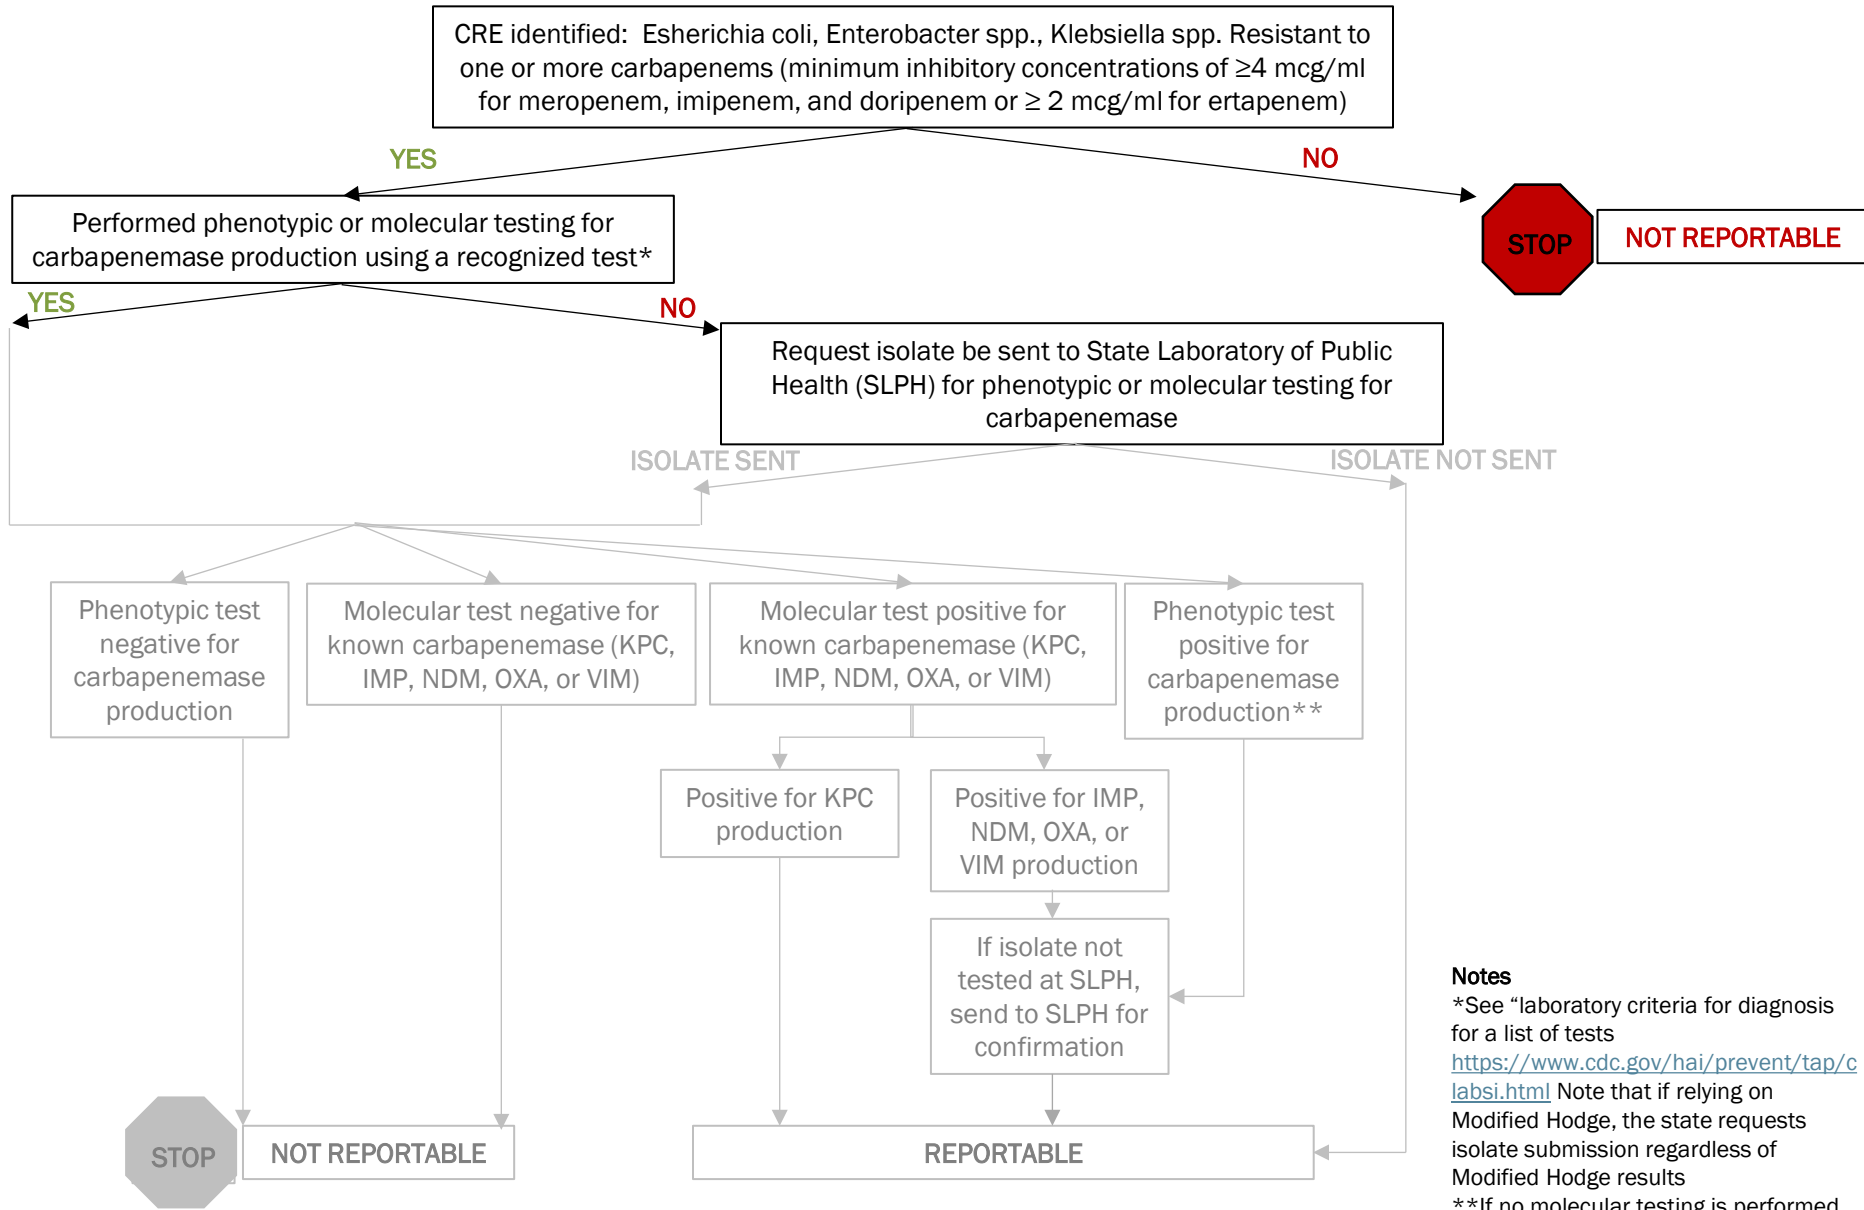 CRE identified:  Esherichia coli, Enterobacter spp., Klebsiella spp. Resistant to
one or more carbapenems (minimum inhibitory concentrations of ≥4 mcg/ml
for meropenem, imipenem, and doripenem or ≥ 2 mcg/ml for ertapenem)
YES
NO
Performed phenotypic or molecular testing for
carbapenemase production using a recognized test*
STOP
NOT REPORTABLE
YES
NO
Request isolate be sent to State Laboratory of Public
Health (SLPH) for phenotypic or molecular testing for
carbapenemase
ISOLATE SENT
ISOLATE NOT SENT
Phenotypic test
negative for
carbapenemase
production
Molecular test negative for
known carbapenemase (KPC,
IMP, NDM, OXA, or VIM)
Molecular test positive for
known carbapenemase (KPC,
IMP, NDM, OXA, or VIM)
Phenotypic test
positive for
carbapenemase
production**
Positive for KPC
production
Positive for IMP,
NDM, OXA, or
VIM production
If isolate not
tested at SLPH,
send to SLPH for
confirmation
STOP
NOT REPORTABLE
REPORTABLE
Notes
*See “laboratory criteria for diagnosis
for a list of tests
https://www.cdc.gov/hai/prevent/tap/c
labsi.html Note that if relying on
Modified Hodge, the state requests
isolate submission regardless of
Modified Hodge results
**If no molecular testing is performed